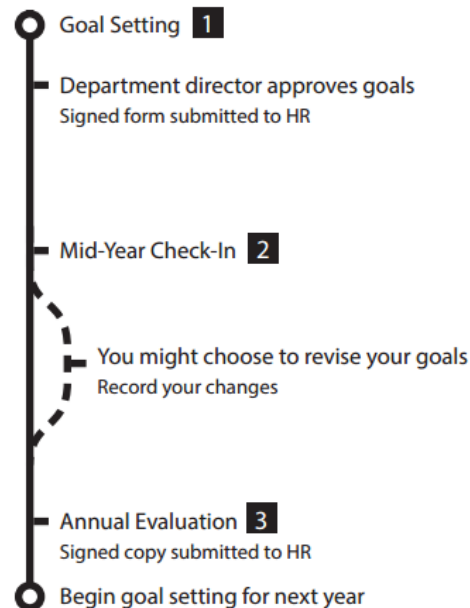 Goal Setting 1
Department director approves goals
Signed form submitted to HR
Mid-Year Check-In 2
You might choose to revise your goals
Record your changes
Annual Evaluation 3
Signed copy submitted to HR
Begin goal setting for next year